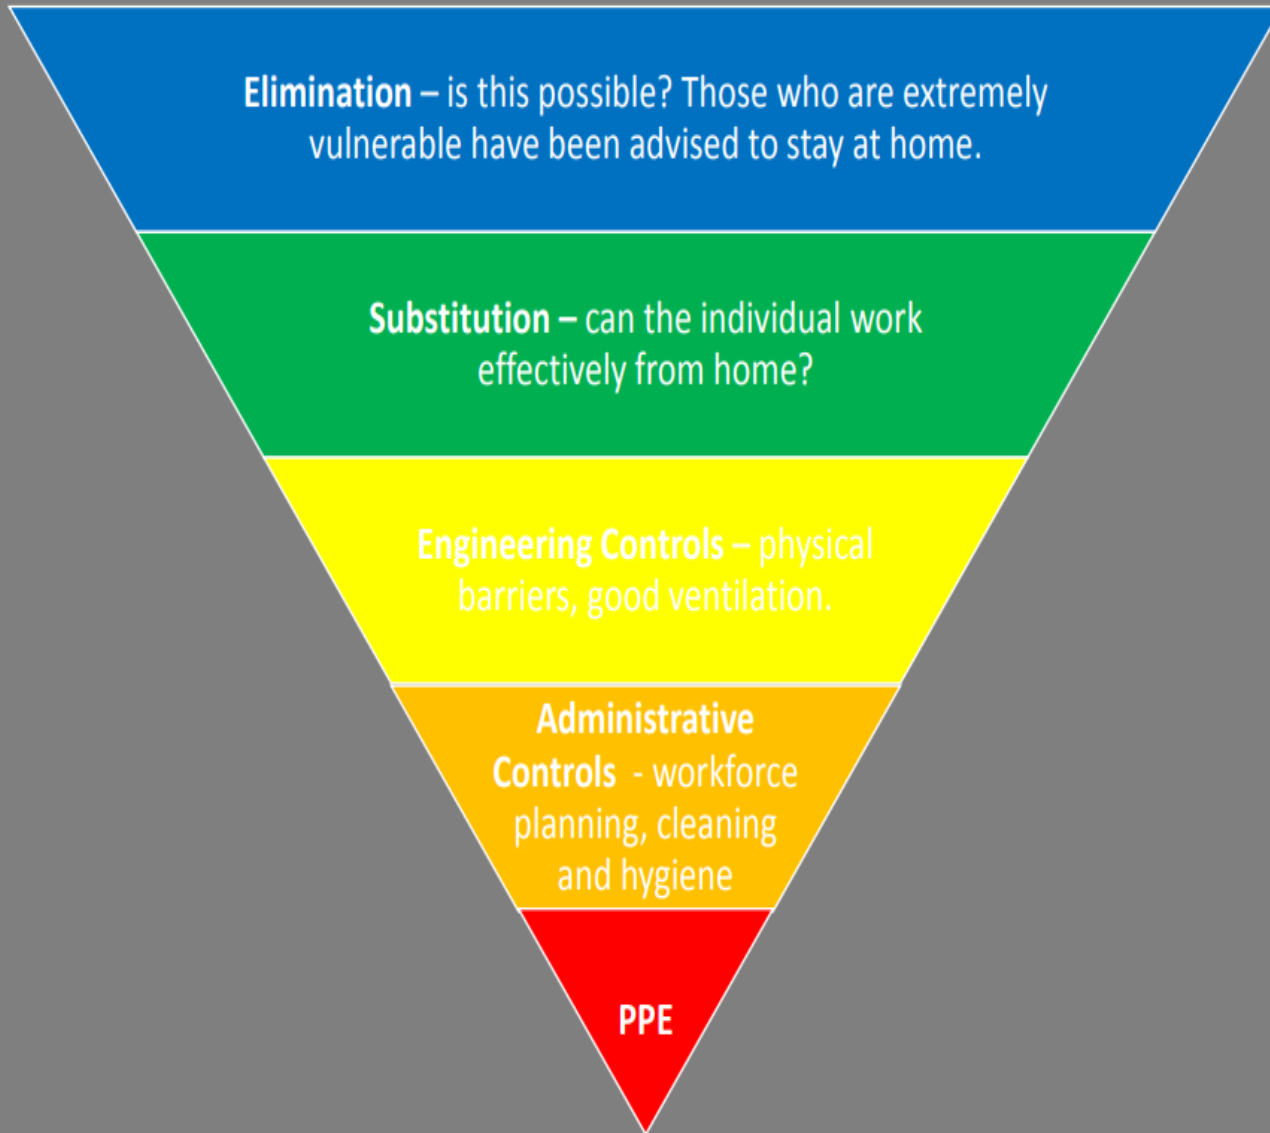 Elimination – is this possible? Those who are extremely
vulnerable have been advised to stay at home.
Substitution – can the individual work
effectively from home?
Engineering Controls – physical
barriers, good ventilation.
Administrative
Controls - workforce
planning, cleaning
and hygiene
PPE